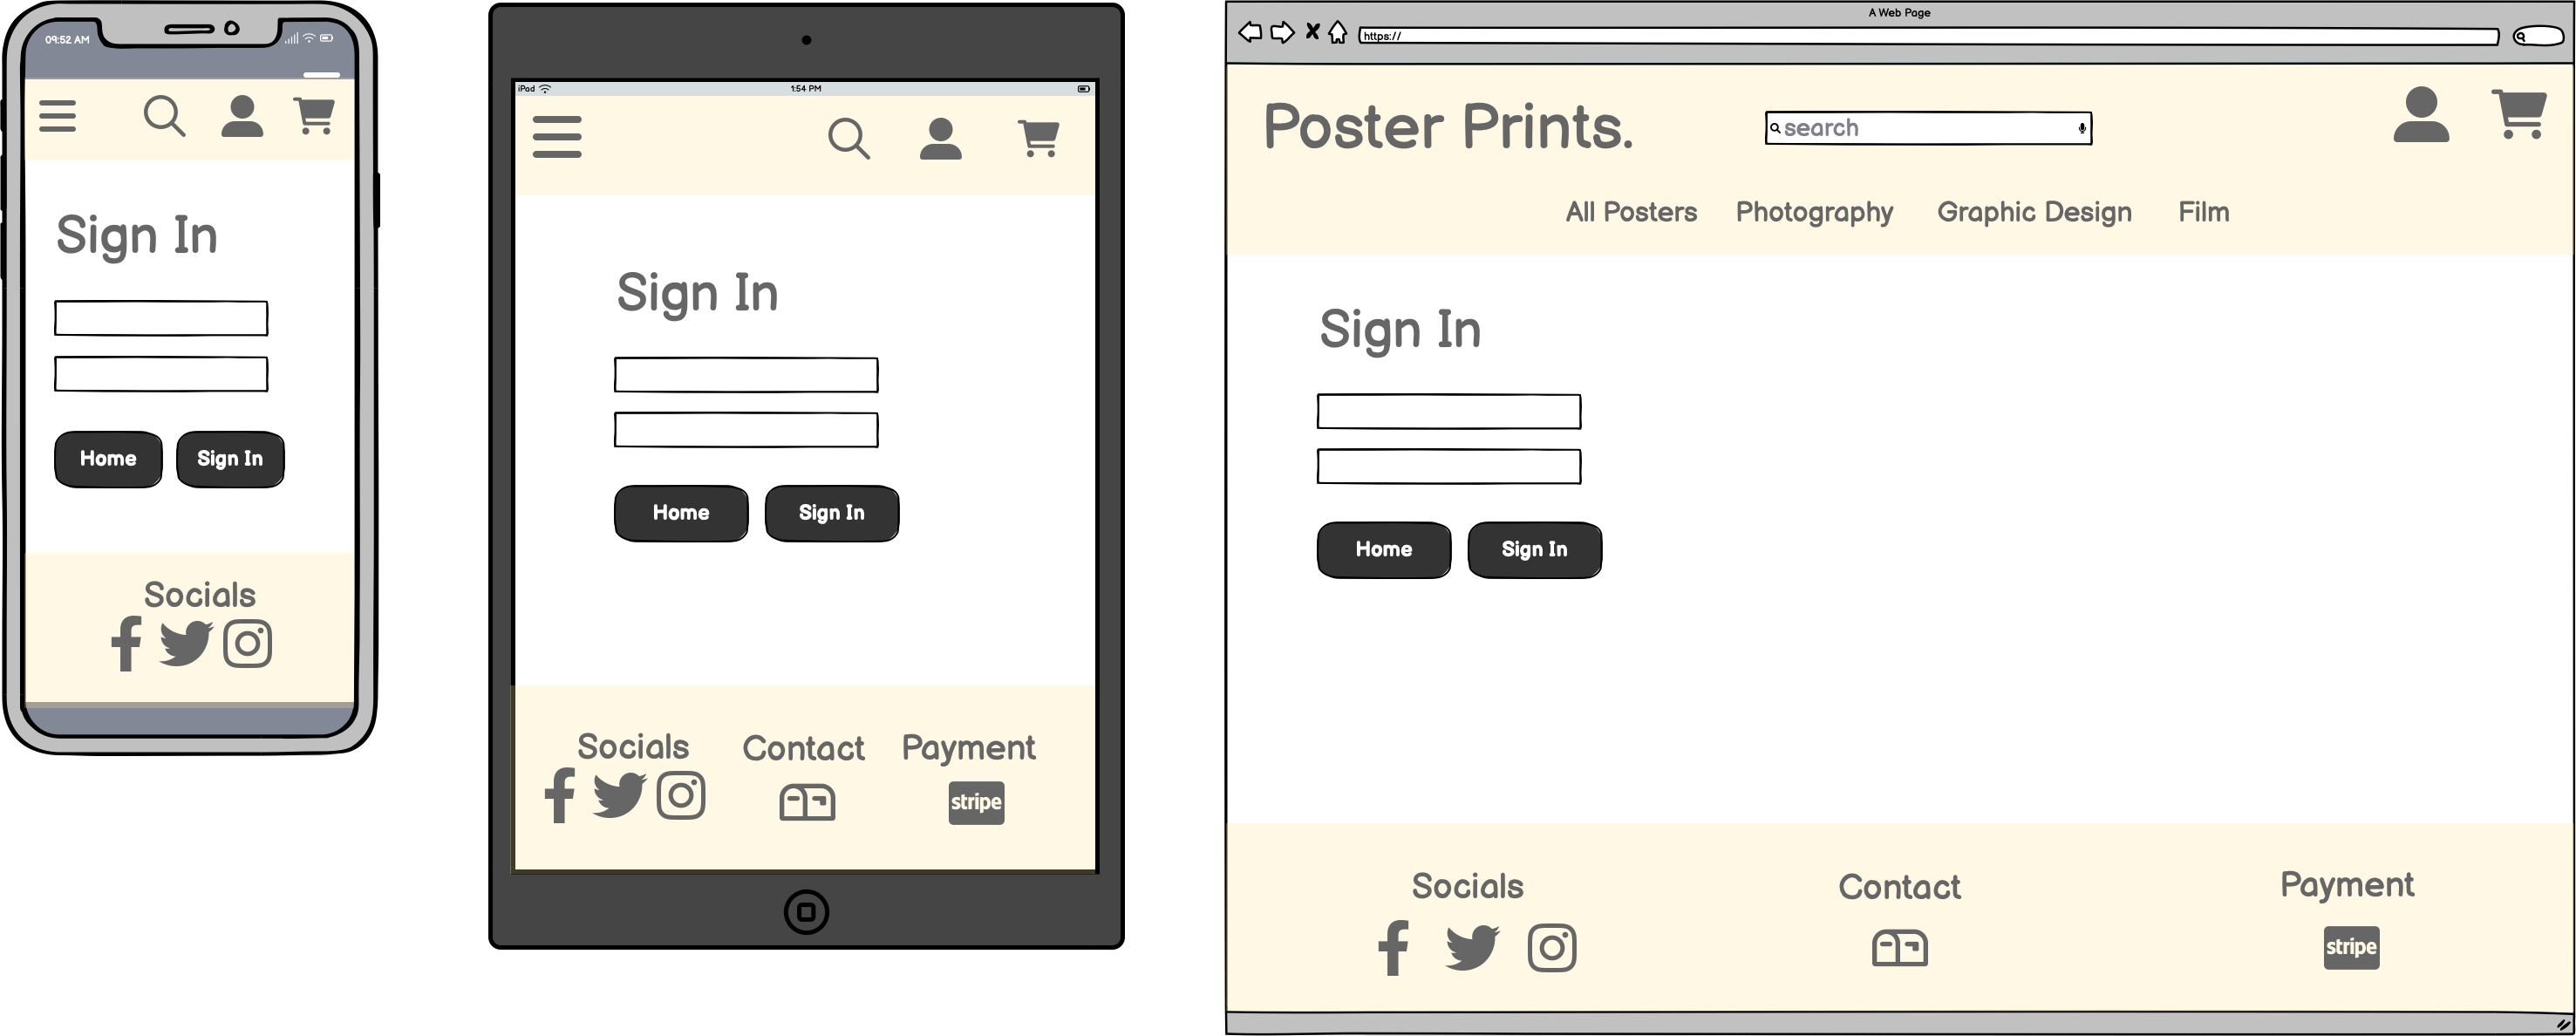 09:52 AM
Sign In
Home
Sign In
Socials
iPad
1:54 PM
Sign In
Home
Sign In
Socials
Contact
Payment
stripe
A Web Page
https://
Poster Prints.
search
All Posters
Photography
Graphic Design
Film
Sign In
Home
Sign In
Socials
Contact
Payment
stripe